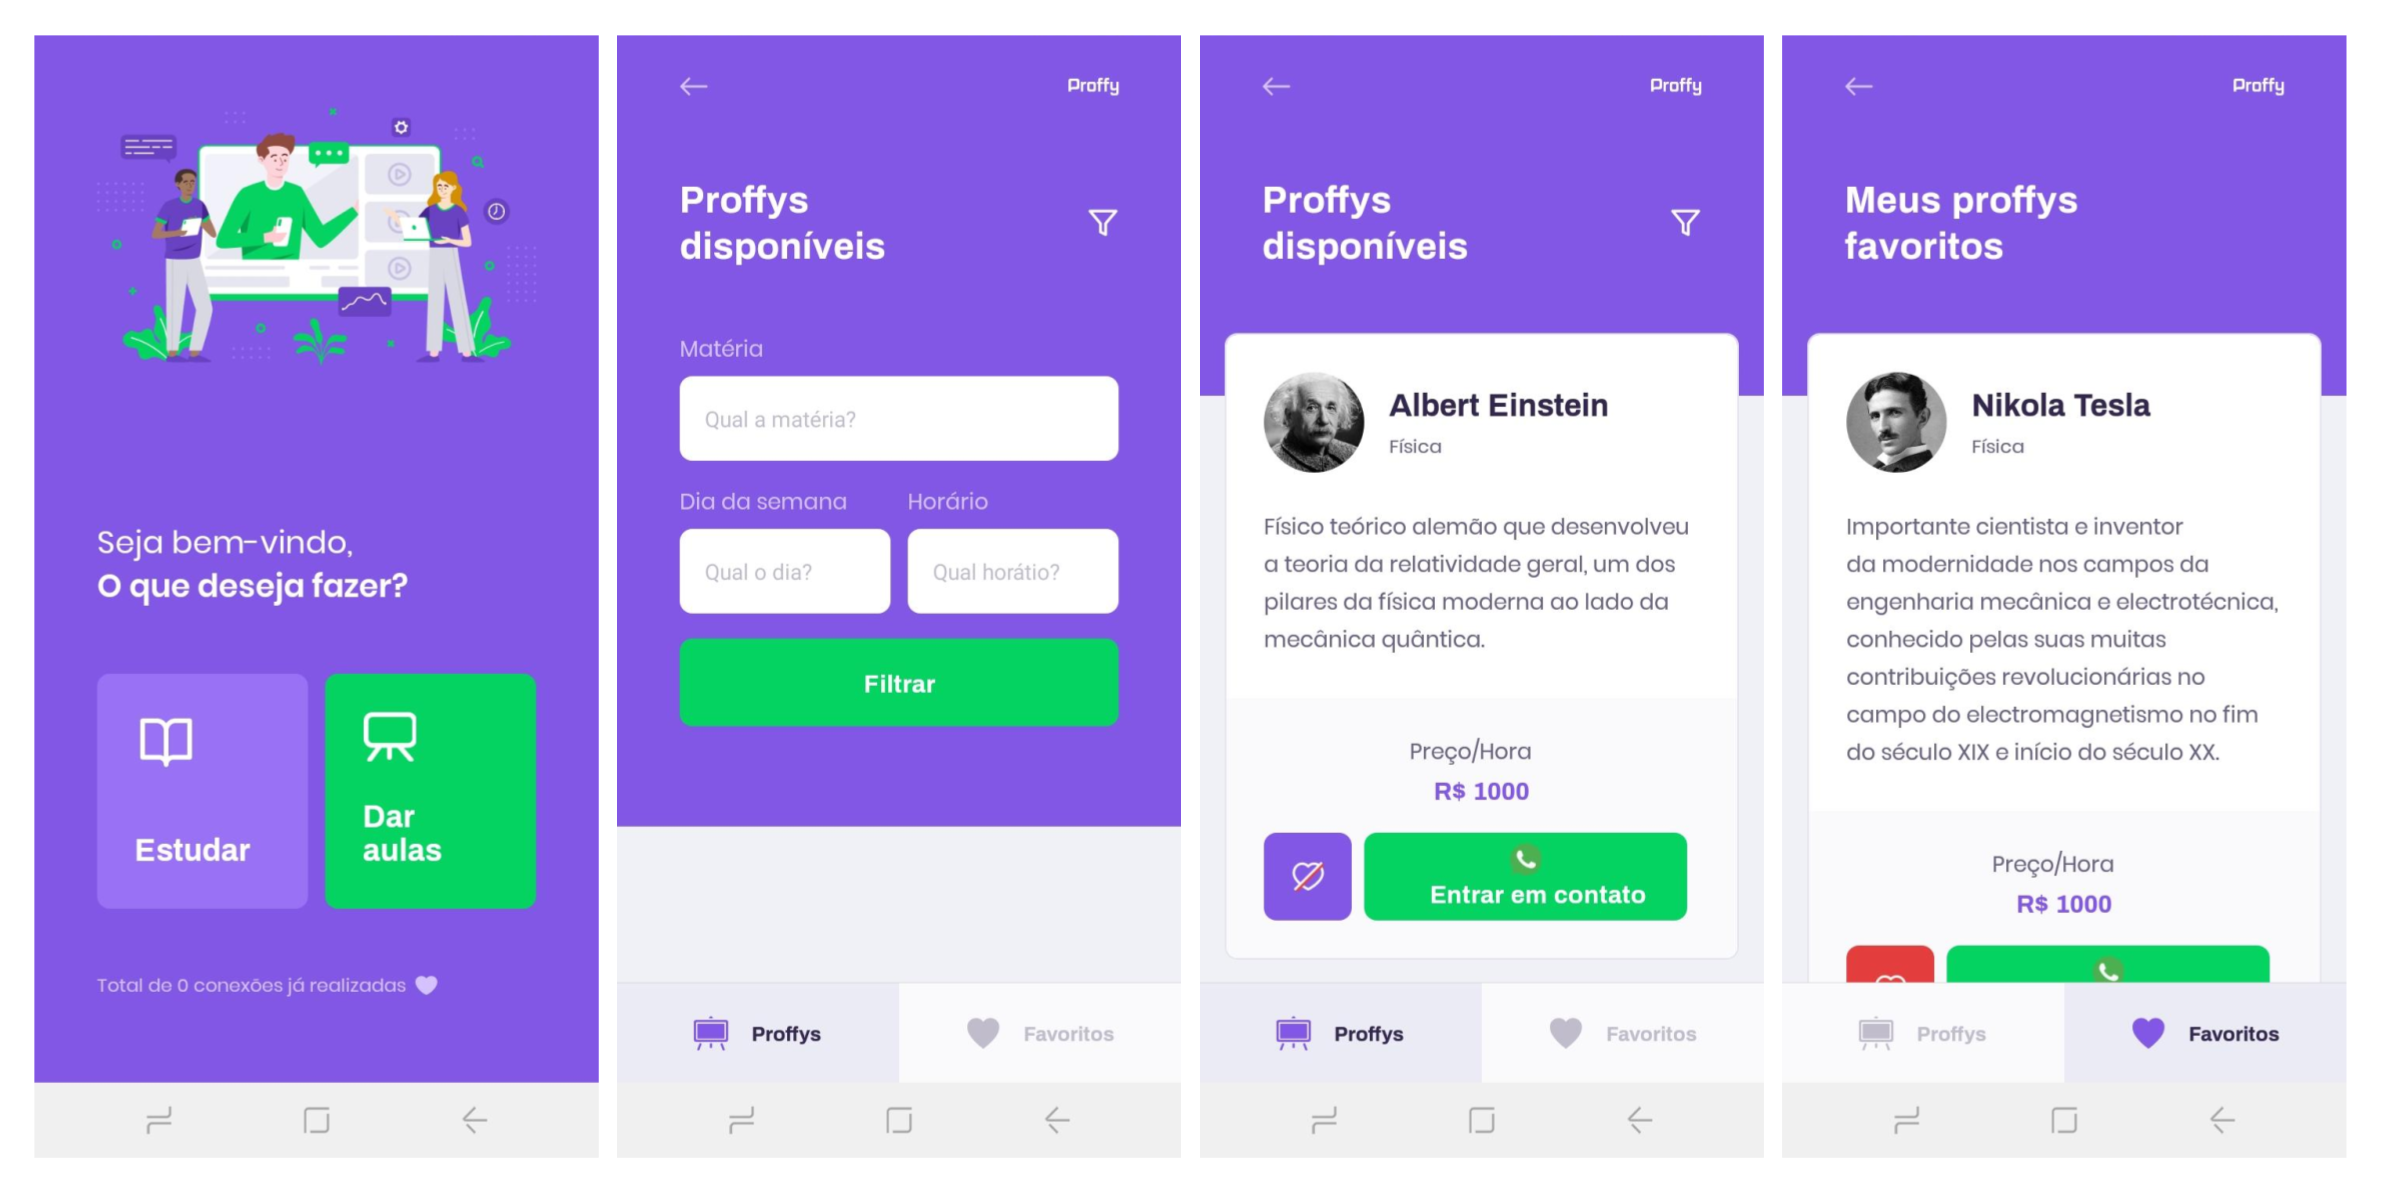 Seja bem-vindo,
O que deseja fazer?
Estudar
Dar
aulas
Total de 0 conexões já realizadas
Proffy
Proffys
disponíveis
Matéria
Qual a matéria?
Dia da semana
Horário
Qual o dia?
Qual horátio?
Filtrar
Proffys
Favoritos
Proffy
Proffys
disponíveis
Albert Einstein
Física
Físico teórico alemão que desenvolveu
a teoria da relatividade geral, um dos
pilares da física moderna ao lado da
mecânica quântica.
Preço/Hora
R$ 1000
Entrar em contato
Proffys
Favoritos
Proffy
Meus proffys
favoritos
Nikola Tesla
Física
Importante cientista e inventor
da modernidade nos campos da
engenharia mecânica e electrotécnica,
conhecido pelas suas muitas
contribuições revolucionárias no
campo do electromagnetismo no fim
do século XIX e início do século XX.
Preço/Hora
R$ 1000
Proffys
Favoritos